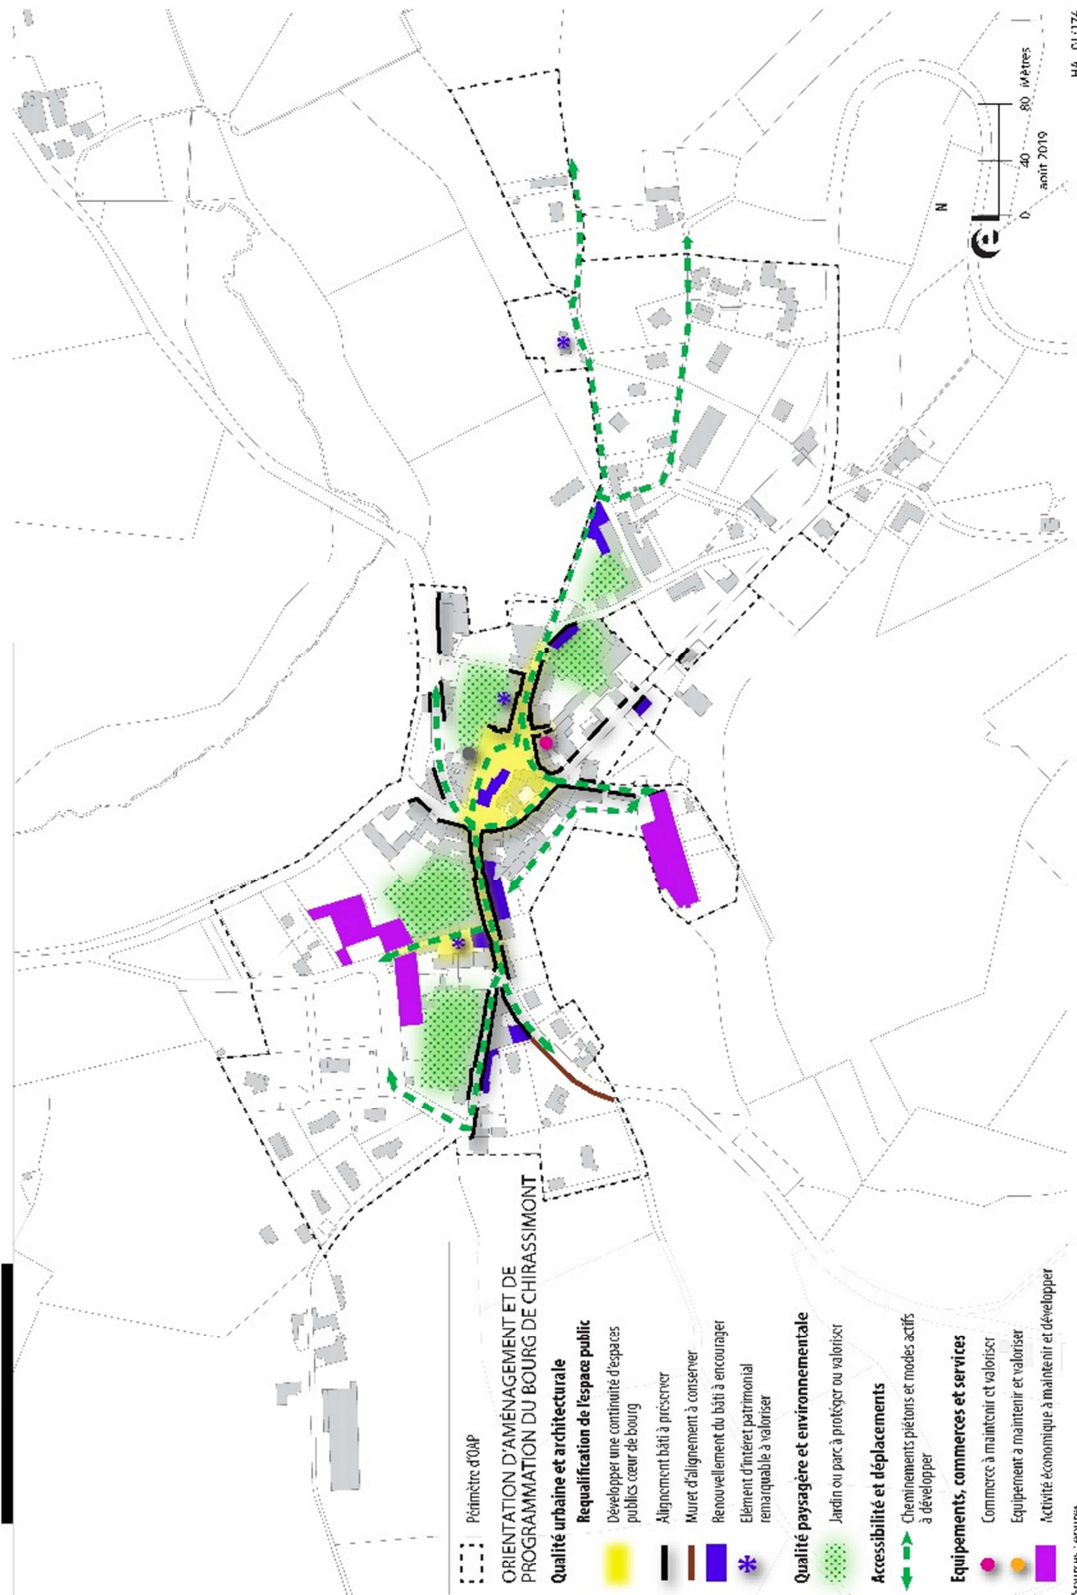 Périmètre d'OAP
ORIENTATION D'AMÉNAGEMENT ET DE
PROGRAMMATION DU BOURG DE CHIRASSIMONT
Qualité urbaine et architecturale
Requalification de l'espace public
Développer une continuité d'espaces
publics cœur de bourg
Alignement bâti à préserver
Muret d'alignement à conserver
Renouvellement du bâti à encourager
Elément d'intéret patrimonial
remarquable à valoriser
Qualité paysagère et environnementale
Jardin ou parc à protéger ou valoriser
Accessibilité et déplacements
Cheminements piétons et modes actifs
à développer
Equipements, commerces et services
Commerce à maintenir et valoriser
Equipement à maintenir et valoriser
Activité économique à maintenir et développer
N
e
0 40 80 Mètres
août 2019